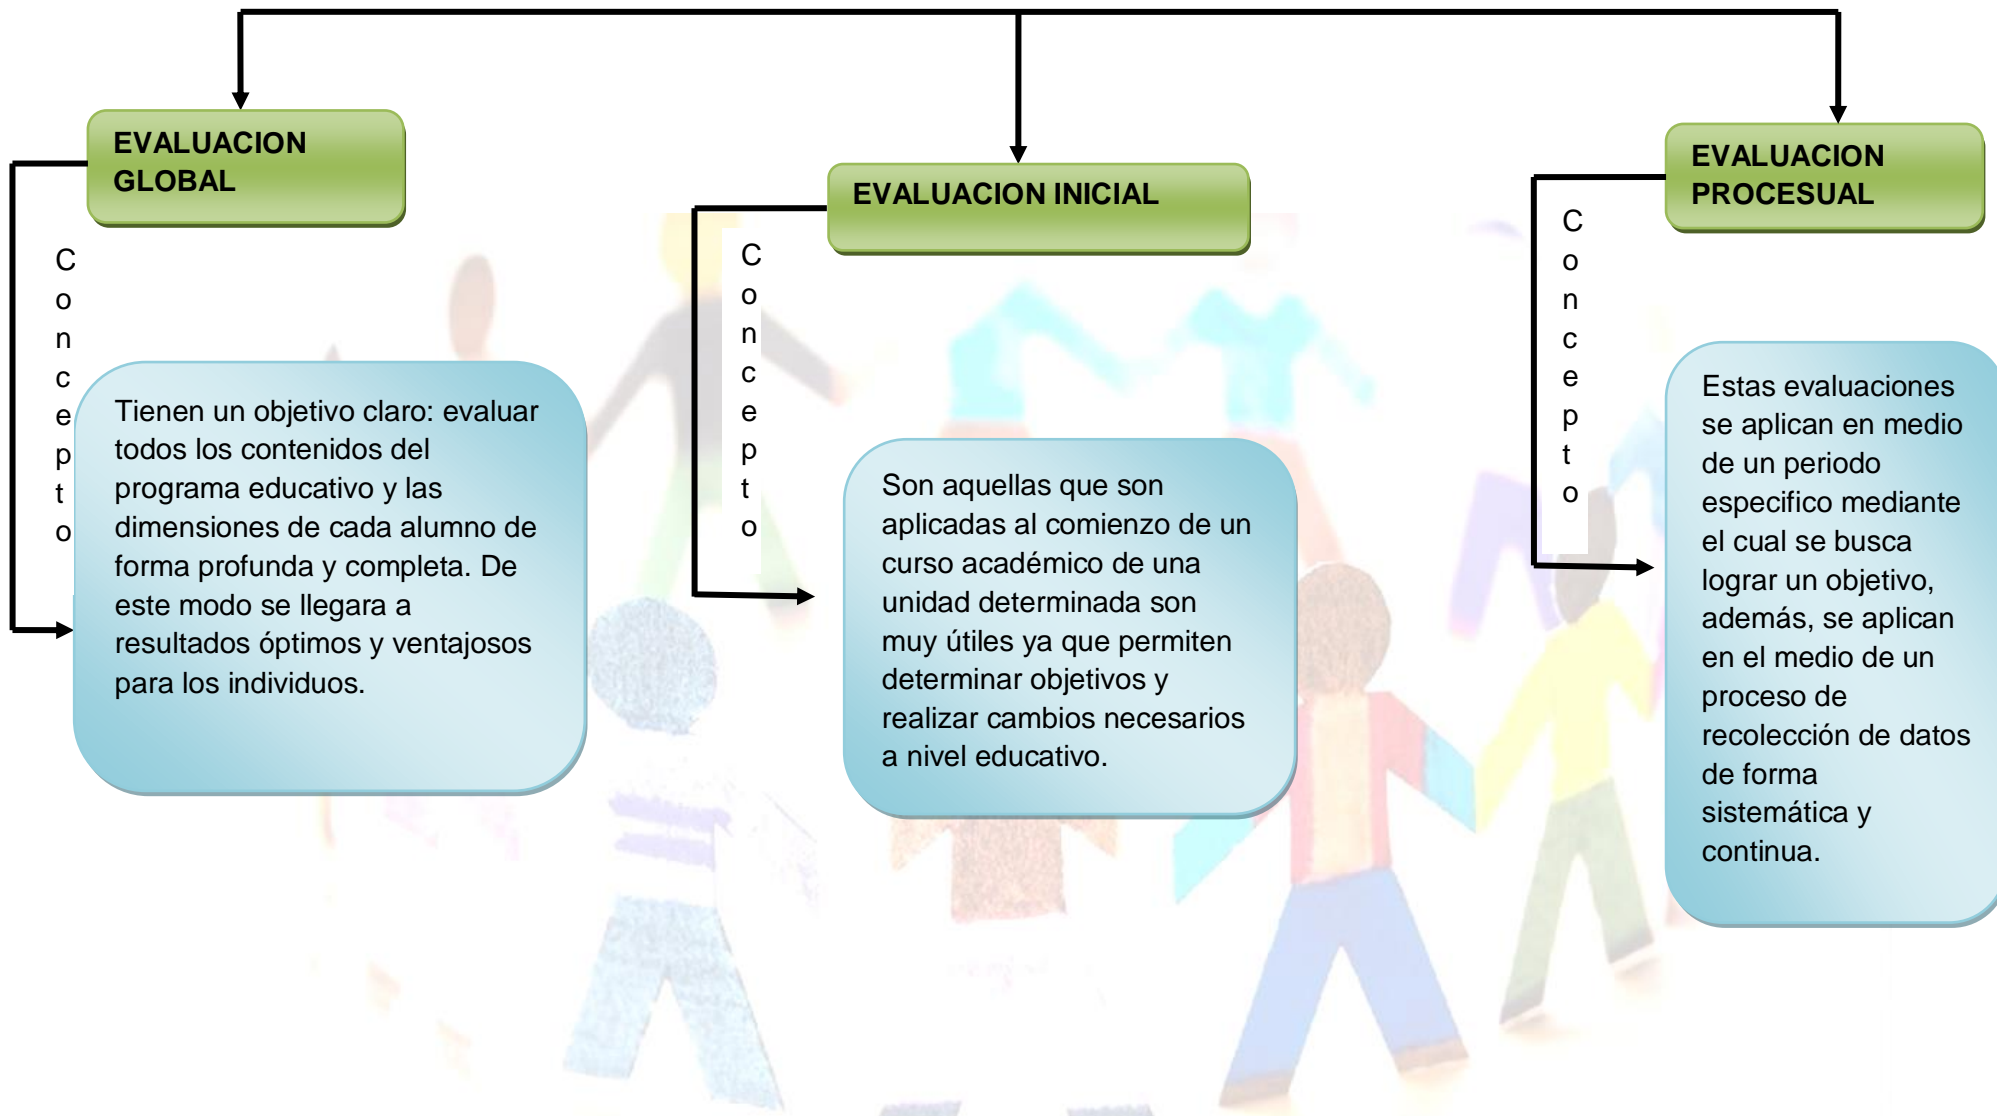 EVALUACION
GLOBAL
C
o
n
c
e
p
t
o
Tienen un objetivo claro: evaluar
todos los contenidos del
programa educativo y las
dimensiones de cada alumno de
forma profunda y completa. De
este modo se llegara a
resultados óptimos y ventajosos
para los individuos.
EVALUACION INICIAL
C
o
n
c
e
p
t
o
Son aquellas que son
aplicadas al comienzo de un
curso académico de una
unidad determinada son
muy útiles ya que permiten
determinar objetivos y
realizar cambios necesarios
a nivel educativo.
EVALUACION
PROCESUAL
C
o
n
c
e
p
t
o
Estas evaluaciones
se aplican en medio
de un periodo
especifico mediante
el cual se busca
lograr un objetivo,
además, se aplican
en el medio de un
proceso de
recolección de datos
de forma
sistemática y
continua.